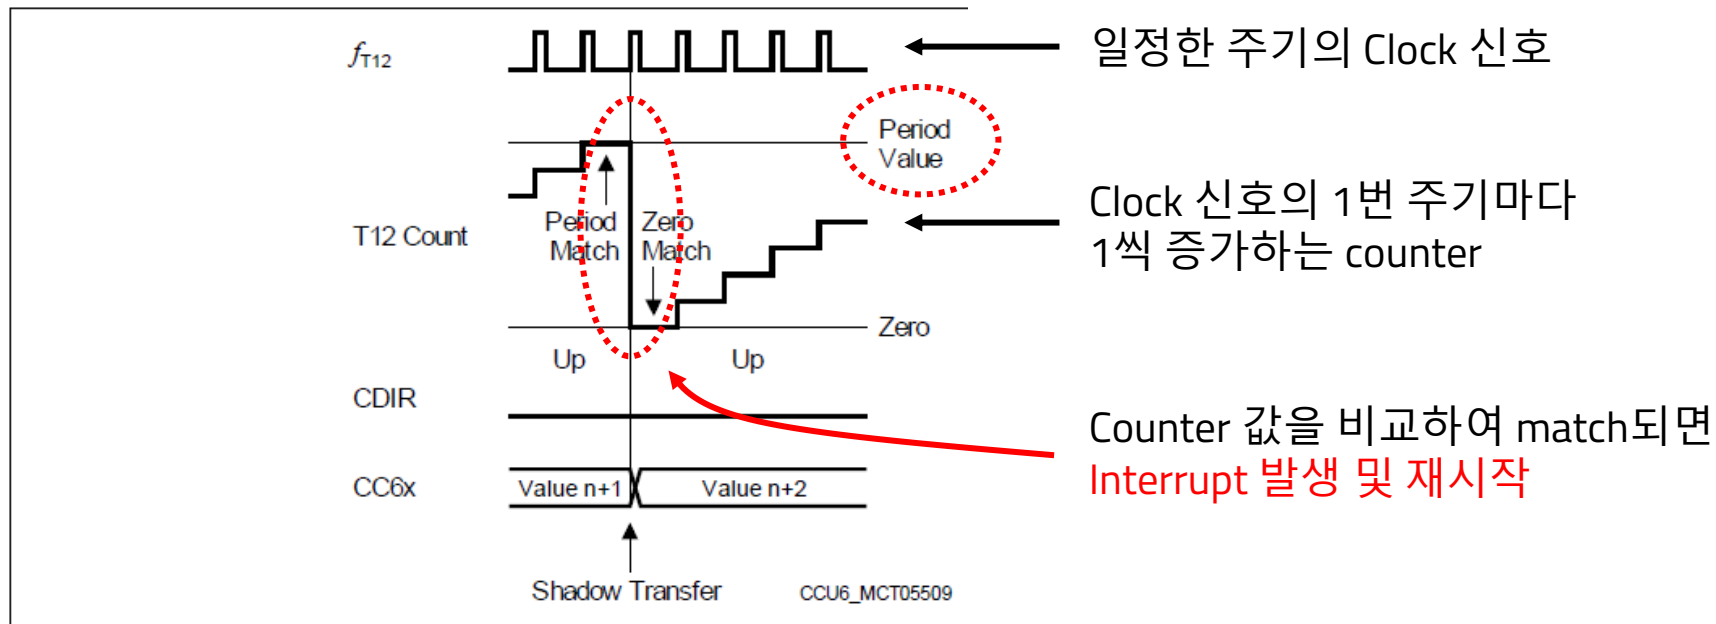 fT12
일정한 주기의 Clock 신호
Period
Value
Clock 신호의 1번 주기마다
1씩 증가하는 counter
T12 Count
Period
Match
Zero
Match
Zero
Up
Up
CDIR
Counter 값을 비교하여 match되면
Interrupt 발생 및 재시작
CC6x
Value n+1
Value n+2
Shadow Transfer
CCU6_MCT05509